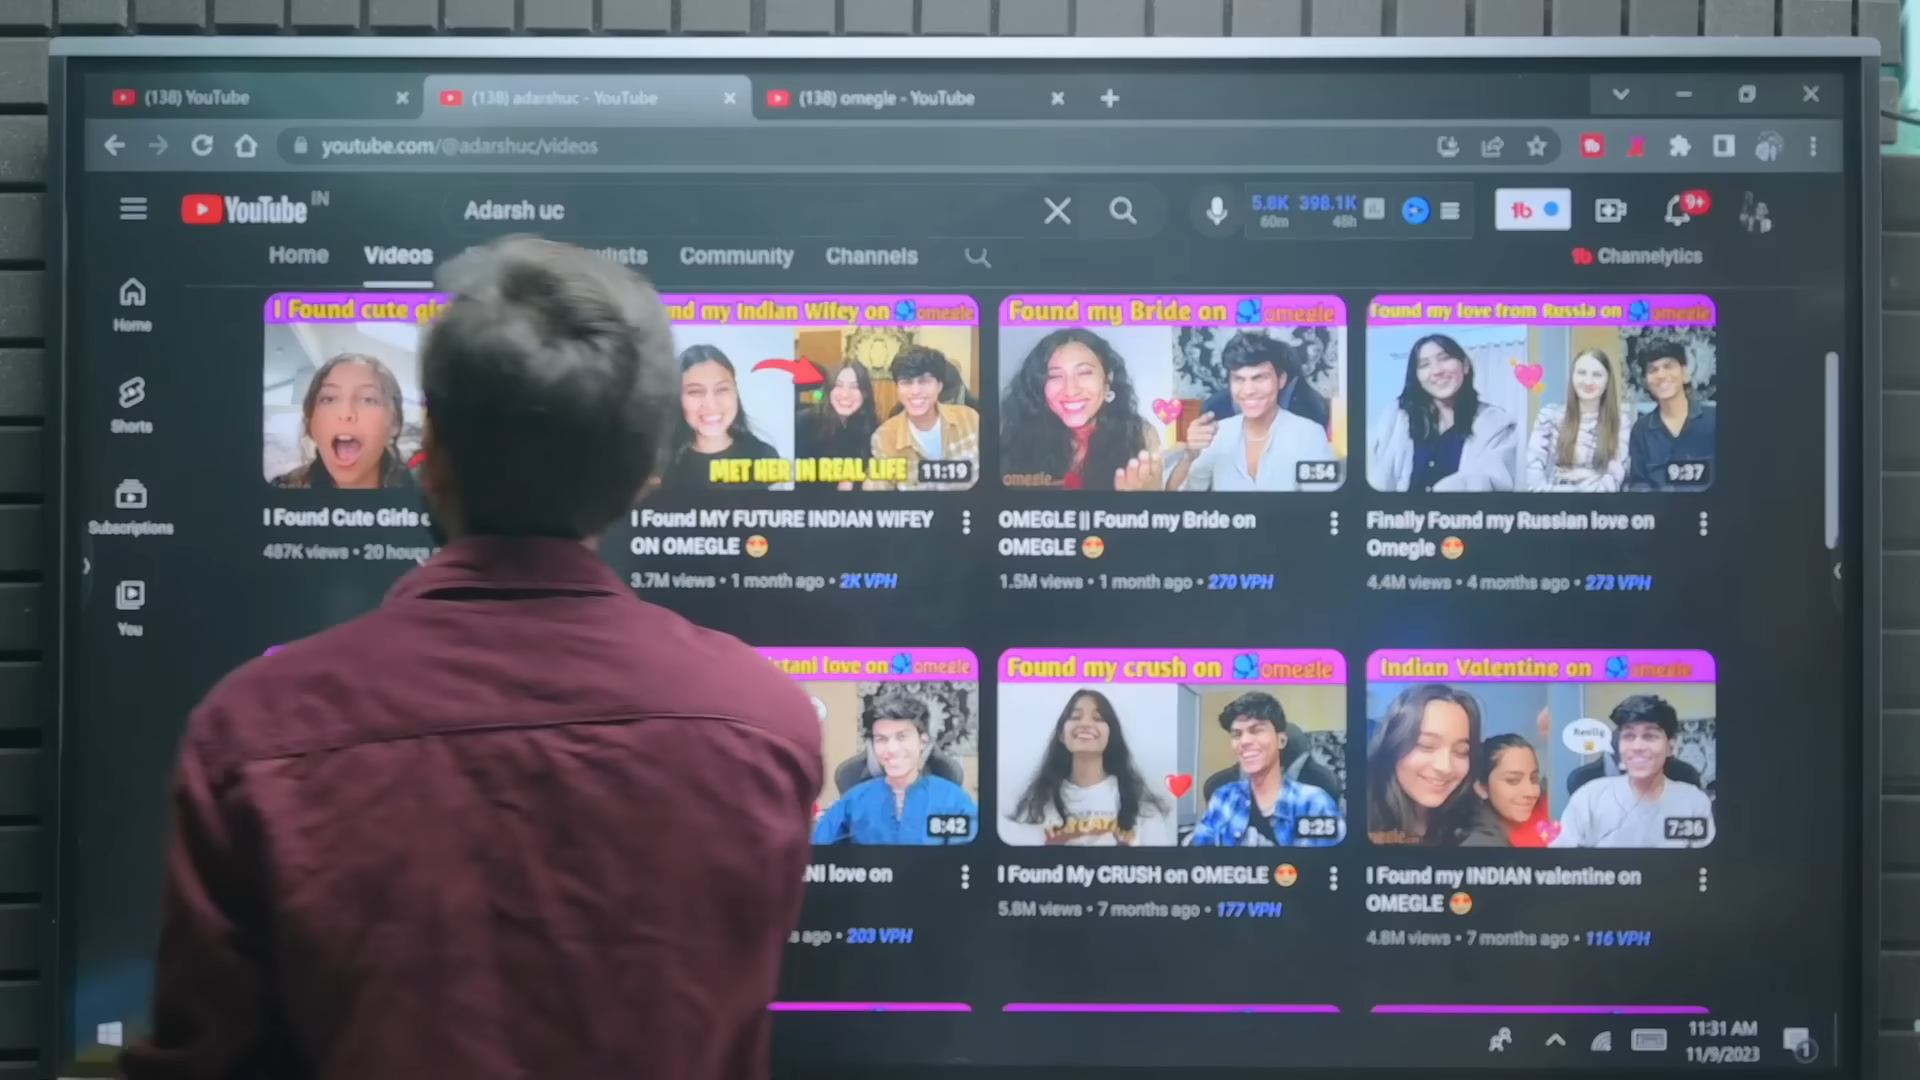 (138) YouTube
(138) adarshuc - YouTube
(138) omegle - YouTube
youtube.com/@adarshuc/videos
YouTube IN
Adarsh uc
5.8K 398.1K
60m 48h
9+
Home Videos Community Channels
Channelytics
Home
Shorts
Subscriptions
You
I Found cute
my Indian Wifey on omegle
MET HER IN REAL LIFE
11:19
Found my Bride on omegle
omegle
8:54
Found my love from Russia on omegle
9:37
I Found Cute Girls
487K views • 20 hours
I Found MY FUTURE INDIAN WIFEY
ON OMEGLE 😍
3.7M views • 1 month ago • 2K VPH
OMEGLE || Found my Bride on
OMEGLE 😍
1.5M views • 1 month ago • 270 VPH
Finally Found my Russian love on
Omegle 😍
4.4M views • 4 months ago • 273 VPH
love on omegle
8:42
Found my crush on omegle
8:25
Indian Valentine on omegle
Really
7:36
love on
ago • 203 VPH
I Found My CRUSH on OMEGLE 😍
5.8M views • 7 months ago • 177 VPH
I Found my INDIAN valentine on
OMEGLE 😍
4.8M views • 7 months ago • 116 VPH
11:31 AM
11/9/2023
1